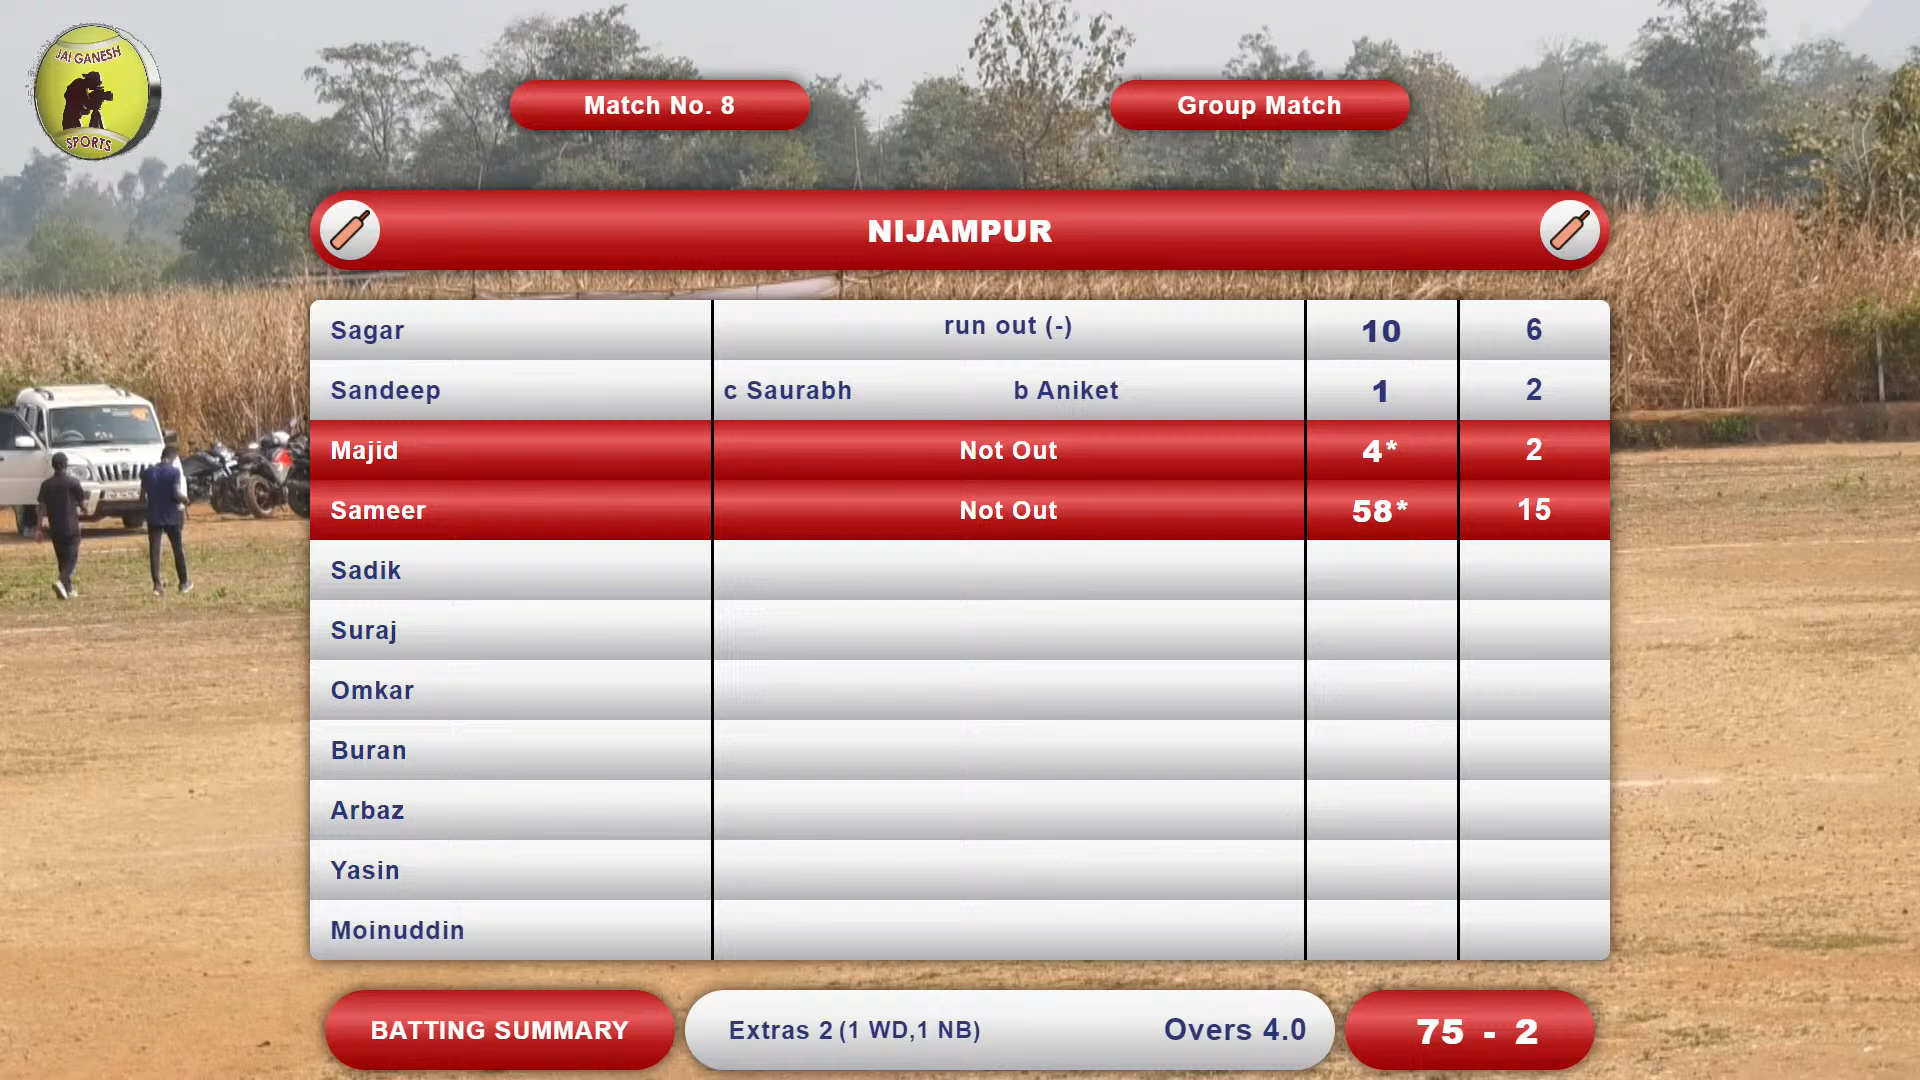 JAI GANESH
SPORTS
Match No. 8
Group Match
NIJAMPUR
Sagar run out (-) 10 6
Sandeep c Saurabh b Aniket 1 2
Majid Not Out 4* 2
Sameer Not Out 58* 15
Sadik
Suraj
Omkar
Buran
Arbaz
Yasin
Moinuddin
BATTING SUMMARY Extras 2 (1 WD,1 NB) Overs 4.0 75 - 2